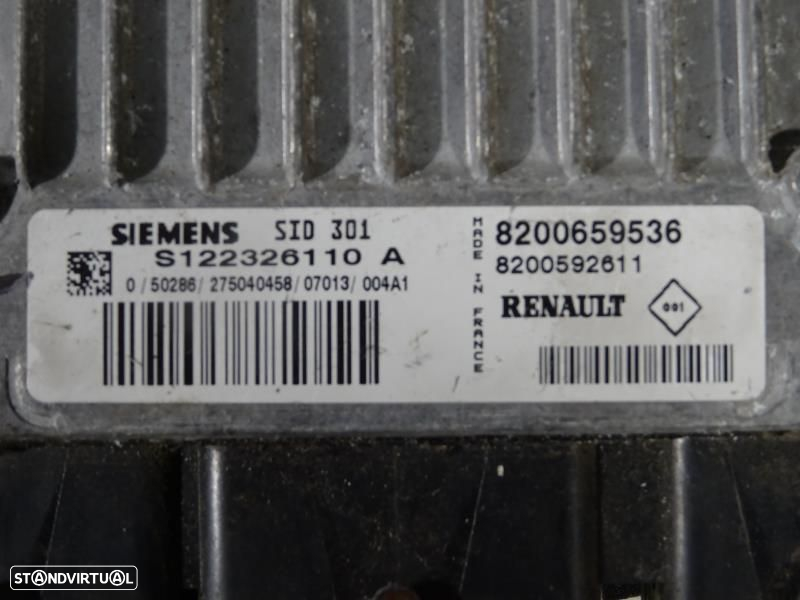 SIEMENS SID 301
S122326110 A
0 / 50286 / 275040458 / 07013 / 004A1
MADE IN FRANCE
8200659536
8200592611
RENAULT 001
STANDVIRTUAL